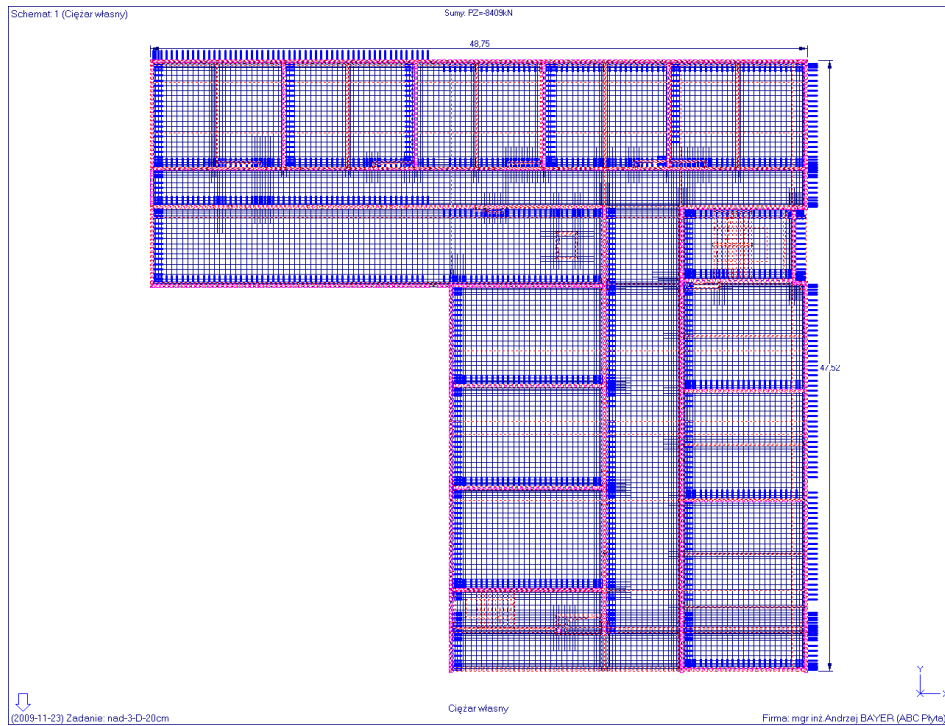 Schemat: 1 (Ciężar własny)
Sumy: PZ=-8409kN
48,75
47,52
Y
X
Ciężar własny
(2009-11-23) Zadanie: nad-3-D-20cm
Firma: mgr inż.Andrzej BAYER (ABC Płyta)